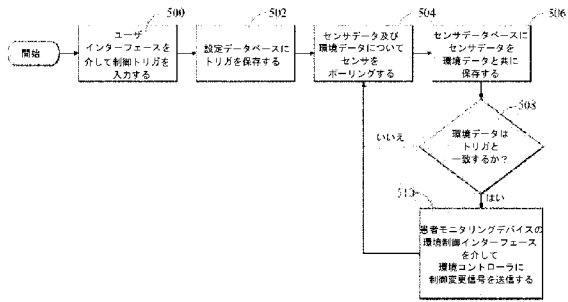 開始
500
ユーザ
インターフェースを
介して制御トリガを
入力する
502
設定データベースに
トリガを保存する
504
センサデータ及び
環境データについて
センサを
ポーリングする
506
センサデータベースに
センサデータを
環境データと共に
保存する
508
環境データは
トリガと
一致するか?
いいえ
はい
510
患者モニタリングデバイスの
環境制御インターフェース
を介して
環境コントローラに
制御変更信号を送信する